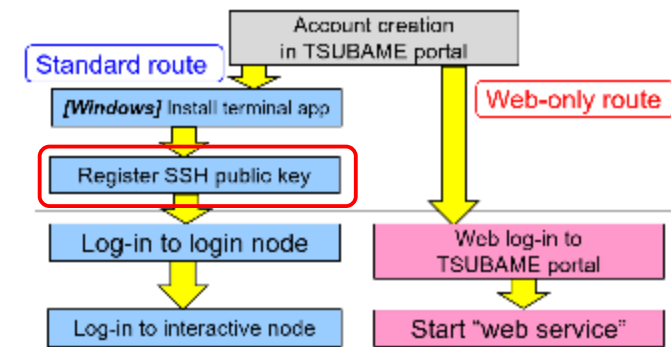 Account creation
in TSUBAME portal
Standard route
Web-only route
[Windows] Install terminal app
Register SSH public key
Log-in to login node
Web log-in to
TSUBAME portal
Log-in to interactive node
Start "web service"